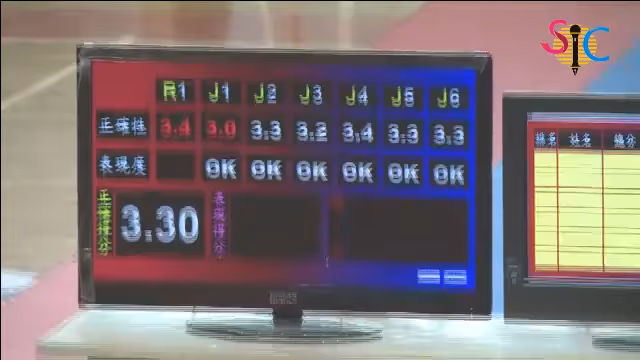 SiC
R1 J1 J2 J3 J4 J5 J6
正確性 3.4 3.0 3.3 3.2 3.4 3.3 3.3
表現度 OK OK OK OK OK OK
正確得分 3.30 表現得分
姓名 總分